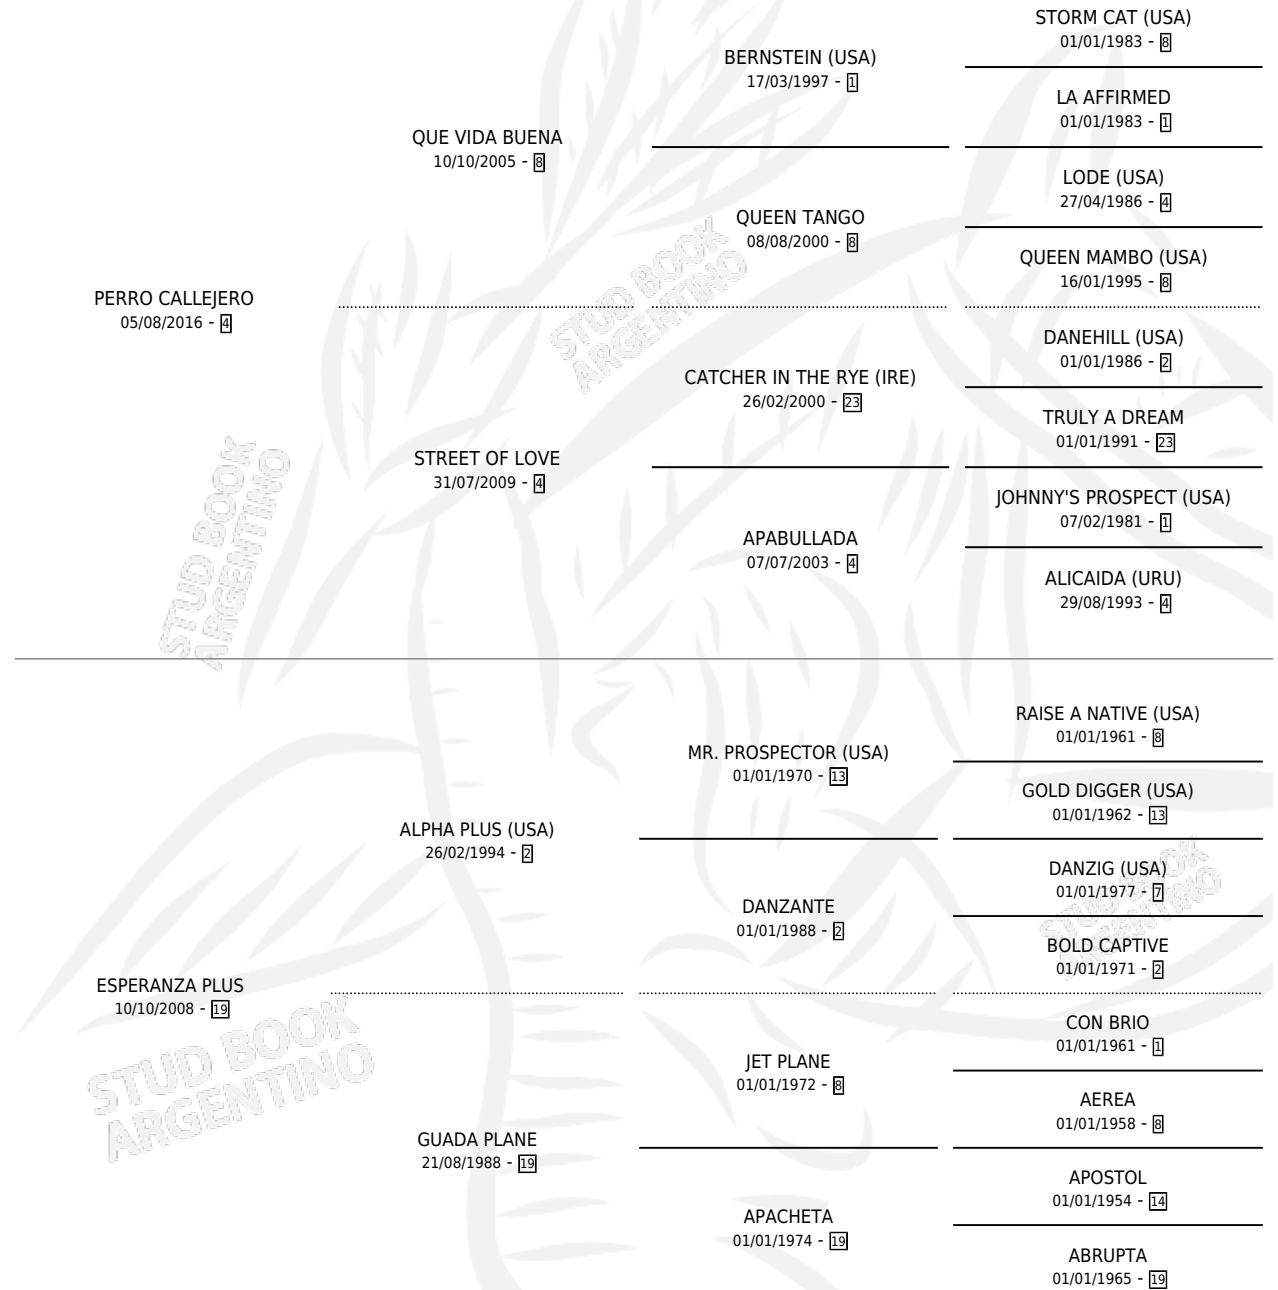 STORM CAT (USA)
01/01/1983 - 8
BERNSTEIN (USA)
17/03/1997 - 1
LA AFFIRMED
01/01/1983 - 1
QUE VIDA BUENA
10/10/2005 - 8
LODE (USA)
27/04/1986 - 4
QUEEN TANGO
08/08/2000 - 8
QUEEN MAMBO (USA)
16/01/1995 - 8
PERRO CALLEJERO
05/08/2016 - 4
DANEHILL (USA)
01/01/1986 - 2
CATCHER IN THE RYE (IRE)
26/02/2000 - 23
TRULY A DREAM
01/01/1991 - 23
STREET OF LOVE
31/07/2009 - 4
JOHNNY'S PROSPECT (USA)
07/02/1981 - 1
APABULLADA
07/07/2003 - 4
ALICAIDA (URU)
29/08/1993 - 4
RAISE A NATIVE (USA)
01/01/1961 - 8
MR. PROSPECTOR (USA)
01/01/1970 - 13
GOLD DIGGER (USA)
01/01/1962 - 13
ALPHA PLUS (USA)
26/02/1994 - 2
DANZIG (USA)
01/01/1977 - 7
DANZANTE
01/01/1988 - 2
BOLD CAPTIVE
01/01/1971 - 2
ESPERANZA PLUS
10/10/2008 - 19
CON BRIO
01/01/1961 - 1
JET PLANE
01/01/1972 - 8
AEREA
01/01/1958 - 8
GUADA PLANE
21/08/1988 - 19
APOSTOL
01/01/1954 - 14
APACHETA
01/01/1974 - 19
ABRUPTA
01/01/1965 - 19
STUD BOOK
ARGENTINO
STUD BOOK
ARGENTINO
STUD BOOK
ARGENTINO
STUD BOOK
ARGENTINO